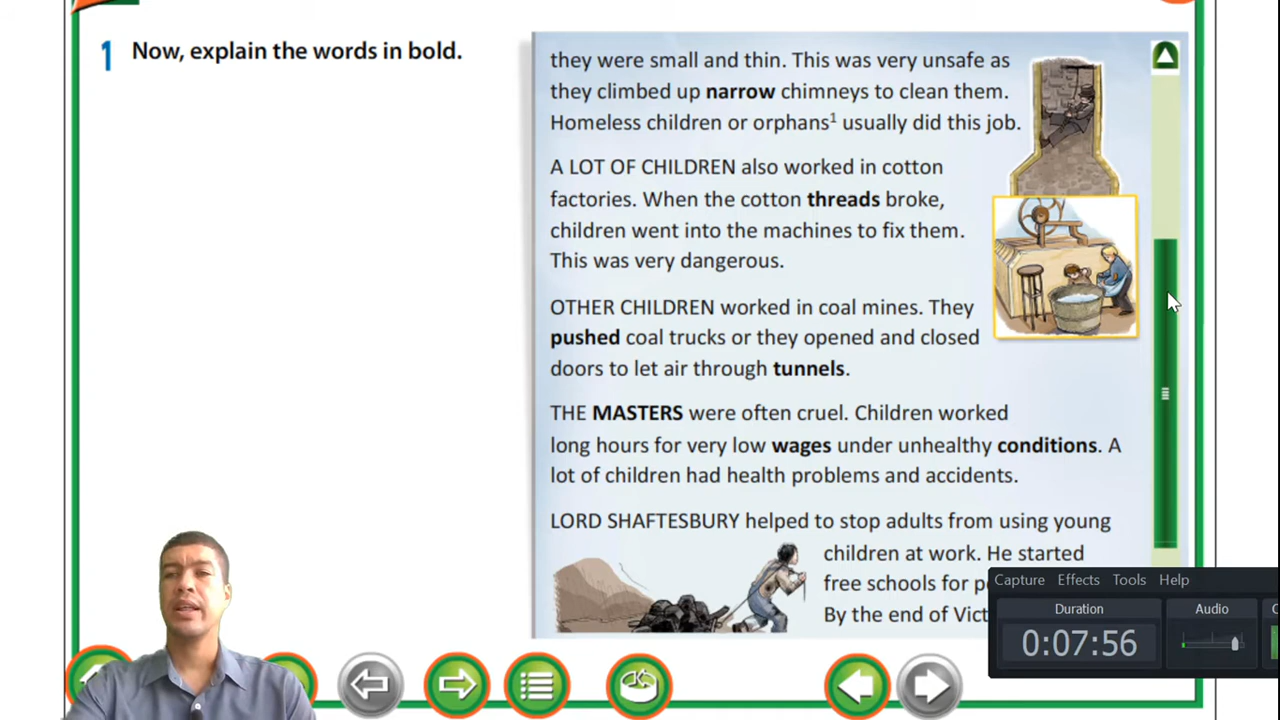 1 Now, explain the words in bold.
they were small and thin. This was very unsafe as
they climbed up narrow chimneys to clean them.
Homeless children or orphans¹ usually did this job.
A LOT OF CHILDREN also worked in cotton
factories. When the cotton threads broke,
children went into the machines to fix them.
This was very dangerous.
OTHER CHILDREN worked in coal mines. They
pushed coal trucks or they opened and closed
doors to let air through tunnels.
THE MASTERS were often cruel. Children worked
long hours for very low wages under unhealthy conditions. A
lot of children had health problems and accidents.
LORD SHAFTESBURY helped to stop adults from using young
children at work. He started
free schools for
By the end of
Capture Effects Tools Help
Duration Audio
0:07:56